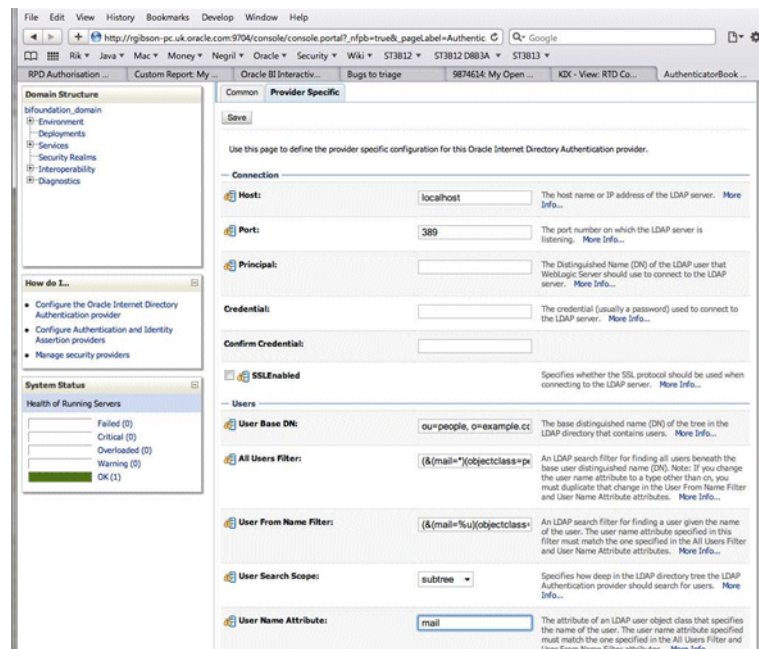 File Edit View History Bookmarks Develop Window Help
http://rgibson-pc.uk.oracle.com:9704/console/console.portal?_nfpb=true&_pageLabel=Authentic
Google
Rik Java Mac Money Negril Oracle Security Wiki ST3B12 ST3B12 D8B3A ST3B13
RPD Authorisation ... Custom Report: My ... Oracle BI Interactiv... Bugs to triage 9874614: My Open ... KIX - View: RTD Co... AuthenticatorBook ...
Domain Structure
bifoundation_domain
Environment
Deployments
Services
Security Realms
Interoperability
Diagnostics
How do I...
Configure the Oracle Internet Directory
Authentication provider
Configure Authentication and Identity
Assertion providers
Manage security providers
System Status
Health of Running Servers
Failed (0)
Critical (0)
Overloaded (0)
Warning (0)
OK (1)
Common Provider Specific
Save
Use this page to define the provider specific configuration for this Oracle Internet Directory Authentication provider.
Connection
Host: localhost The host name or IP address of the LDAP server. More
Info...
Port: 389 The port number on which the LDAP server is
listening. More Info...
Principal: The Distinguished Name (DN) of the LDAP user that
WebLogic Server should use to connect to the LDAP
server. More Info...
Credential: The credential (usually a password) used to connect to
the LDAP server. More Info...
Confirm Credential:
SSLEnabled Specifies whether the SSL protocol should be used when
connecting to the LDAP server. More Info...
Users
User Base DN: ou=people, o=example.cc The base distinguished name (DN) of the tree in the
LDAP directory that contains users. More Info...
All Users Filter: (&(mail=*)(objectclass=pe An LDAP search filter for finding all users beneath the
base user distinguished name (DN). Note: If you change
the user name attribute to a type other than cn, you
must duplicate that change in the User From Name Filter
and User Name Attribute attributes. More Info...
User From Name Filter: (&(mail=%u)(objectclass= An LDAP search filter for finding a user given the name
of the user. The user name attribute specified in this
filter must match the one specified in the All Users Filter
and User Name Attribute attributes. More Info...
User Search Scope: subtree Specifies how deep in the LDAP directory tree the LDAP
Authentication provider should search for users. More
Info...
User Name Attribute: mail The attribute of an LDAP user object class that specifies
the name of the user. The user name attribute specified
must match the one specified in the All Users Filter and
User From Name Filter attributes. More Info...